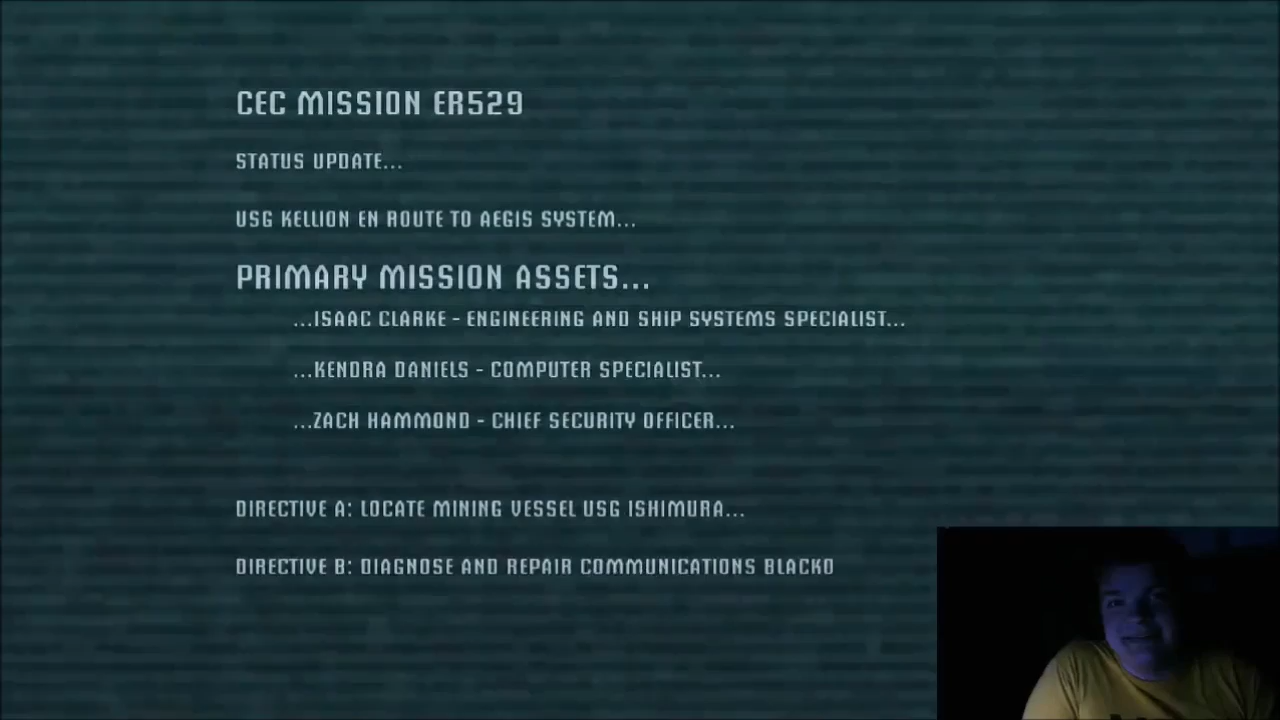 CEC MISSION ER529
STATUS UPDATE...
USG KELLION EN ROUTE TO AEGIS SYSTEM...
PRIMARY MISSION ASSETS...
...ISAAC CLARKE - ENGINEERING AND SHIP SYSTEMS SPECIALIST...
...KENDRA DANIELS - COMPUTER SPECIALIST...
...ZACH HAMMOND - CHIEF SECURITY OFFICER...
DIRECTIVE A: LOCATE MINING VESSEL USG ISHIMURA...
DIRECTIVE B: DIAGNOSE AND REPAIR COMMUNICATIONS BLACKO